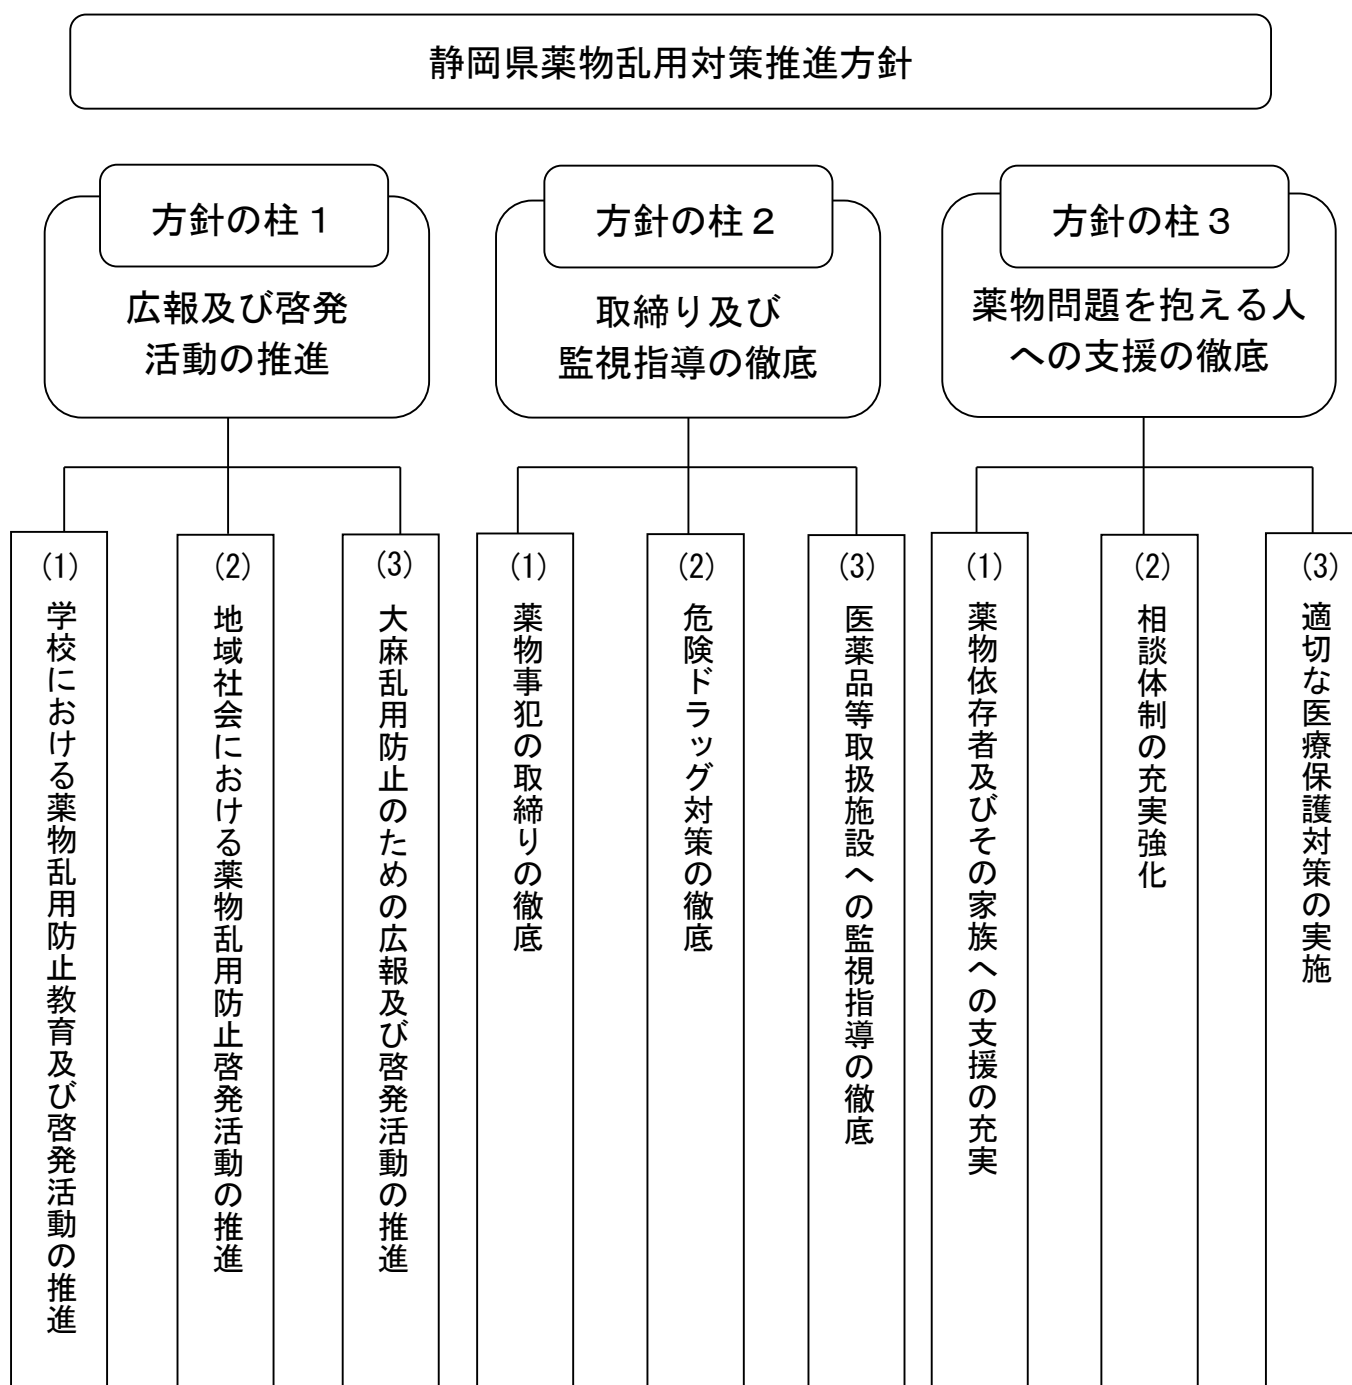 静岡県薬物乱用対策推進方針
方針の柱１
広報及び啓発
活動の推進
(1) 学校における薬物乱用防止教育及び啓発活動の推進
(2) 地域社会における薬物乱用防止啓発活動の推進
(3) 大麻乱用防止のための広報及び啓発活動の推進
方針の柱２
取締り及び
監視指導の徹底
(1) 薬物事犯の取締りの徹底
(2) 危険ドラッグ対策の徹底
(3) 医薬品等取扱施設への監視指導の徹底
方針の柱３
薬物問題を抱える人
への支援の徹底
(1) 薬物依存者及びその家族への支援の充実
(2) 相談体制の充実強化
(3) 適切な医療保護対策の実施